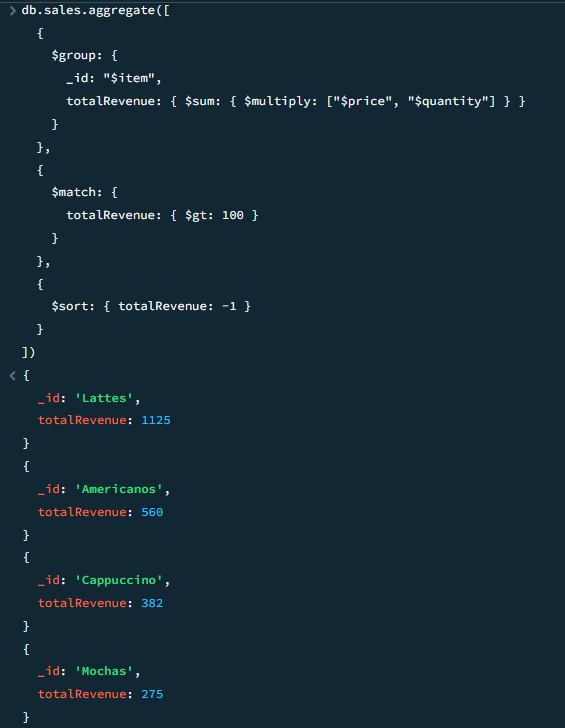 db.sales.aggregate([
{
$group: {
_id: "$item",
totalRevenue: { $sum: { $multiply: ["$price", "$quantity"] } }
}
},
{
$match: {
totalRevenue: { $gt: 100 }
}
},
{
$sort: { totalRevenue: -1 }
}
])
{
_id: 'Lattes',
totalRevenue: 1125
}
{
_id: 'Americanos',
totalRevenue: 560
}
{
_id: 'Cappuccino',
totalRevenue: 382
}
{
_id: 'Mochas',
totalRevenue: 275
}